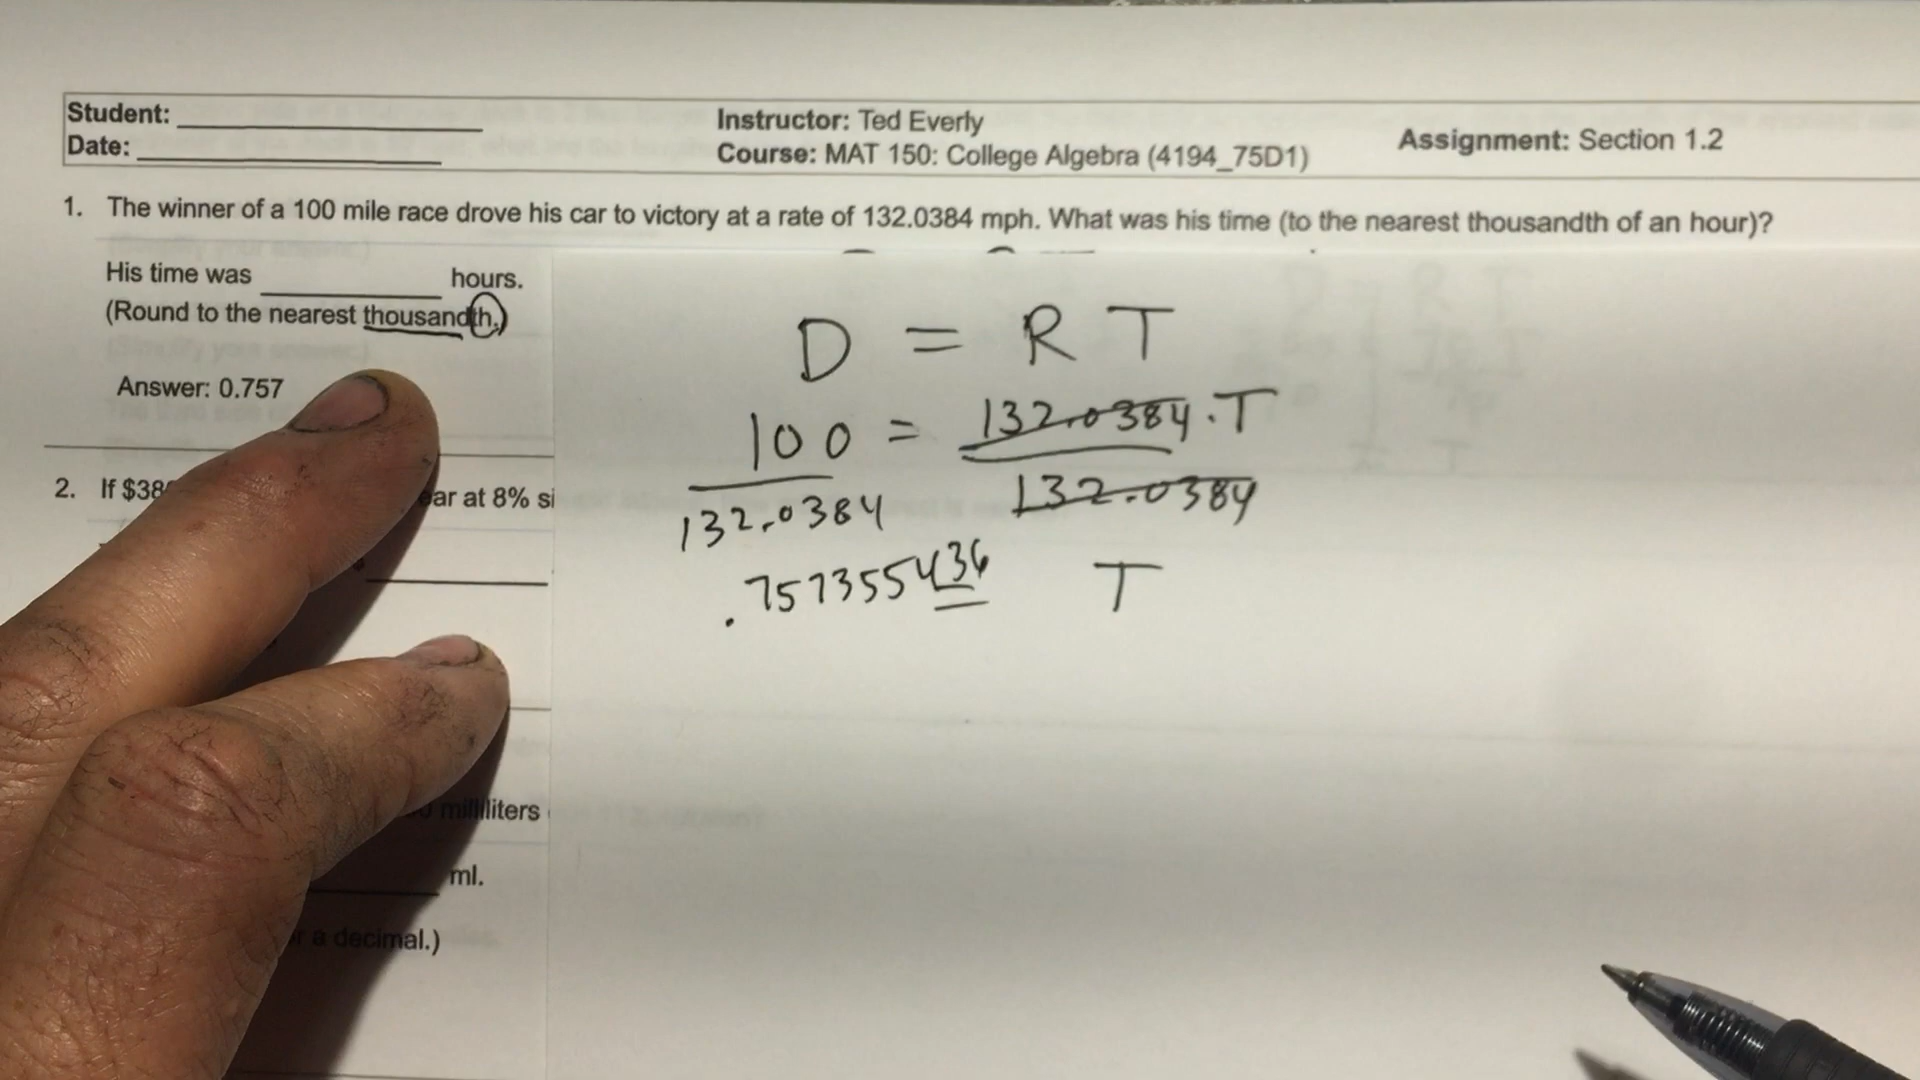 Student:
Date:
Instructor: Ted Everly
Course: MAT 150: College Algebra (4194_75D1)
Assignment: Section 1.2
1. The winner of a 100 mile race drove his car to victory at a rate of 132.0384 mph. What was his time (to the nearest thousandth of an hour)?
His time was hours.
(Round to the nearest thousandth.)
Answer: 0.757
D = R T
100 = 132.0384 . T
132.0384 132.0384
.757355436 T
2. If $38 ear at 8% si
milliliters
ml.
a decimal.)